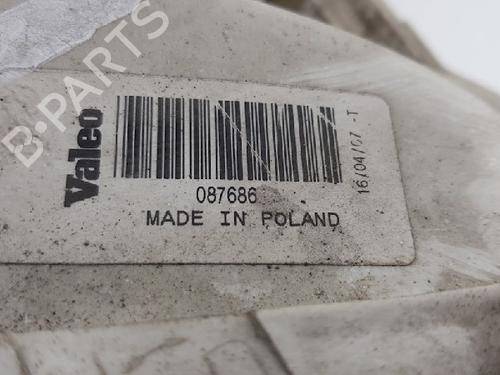 B-PARTS
Valeo
087686
MADE IN POLAND
16/04/07 -T